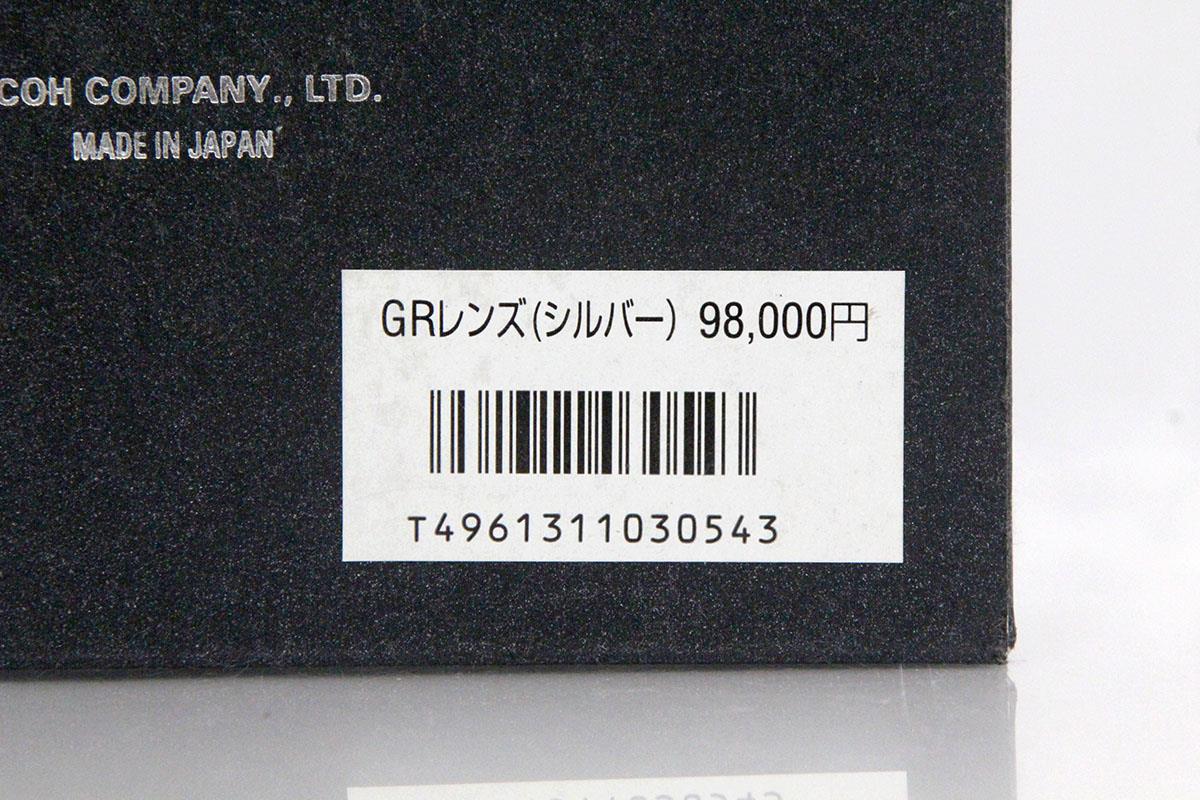 COH COMPANY., LTD.
MADE IN JAPAN
GRレンズ(シルバー) 98,000円
T4961311030543